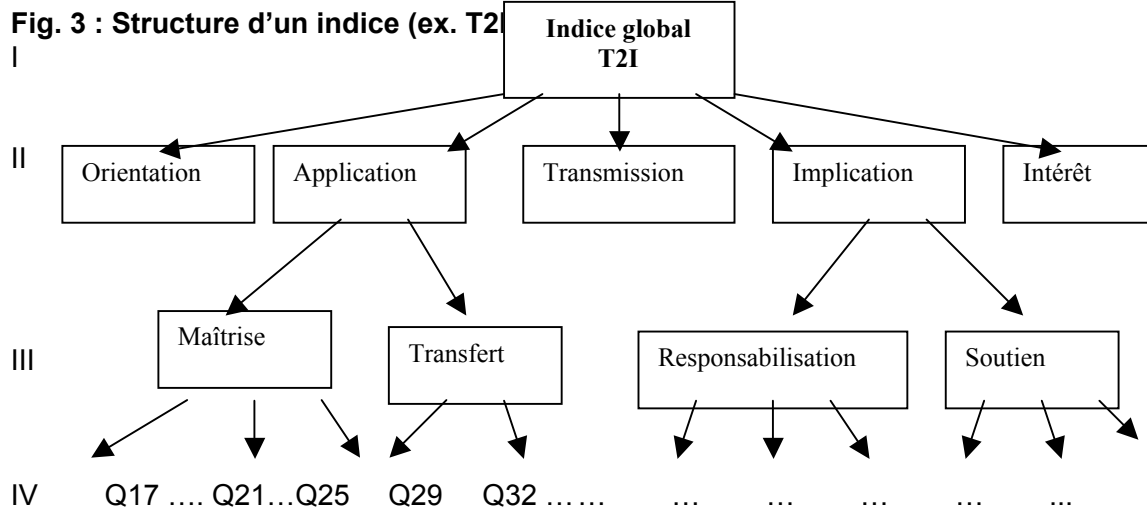 Fig. 3 : Structure d'un indice (ex. T2I
Indice global
T2I
I
II
Orientation
Application
Transmission
Implication
Intérêt
III
Maîtrise
Transfert
Responsabilisation
Soutien
IV Q17 …. Q21…Q25 Q29 Q32 …… … … … … ...